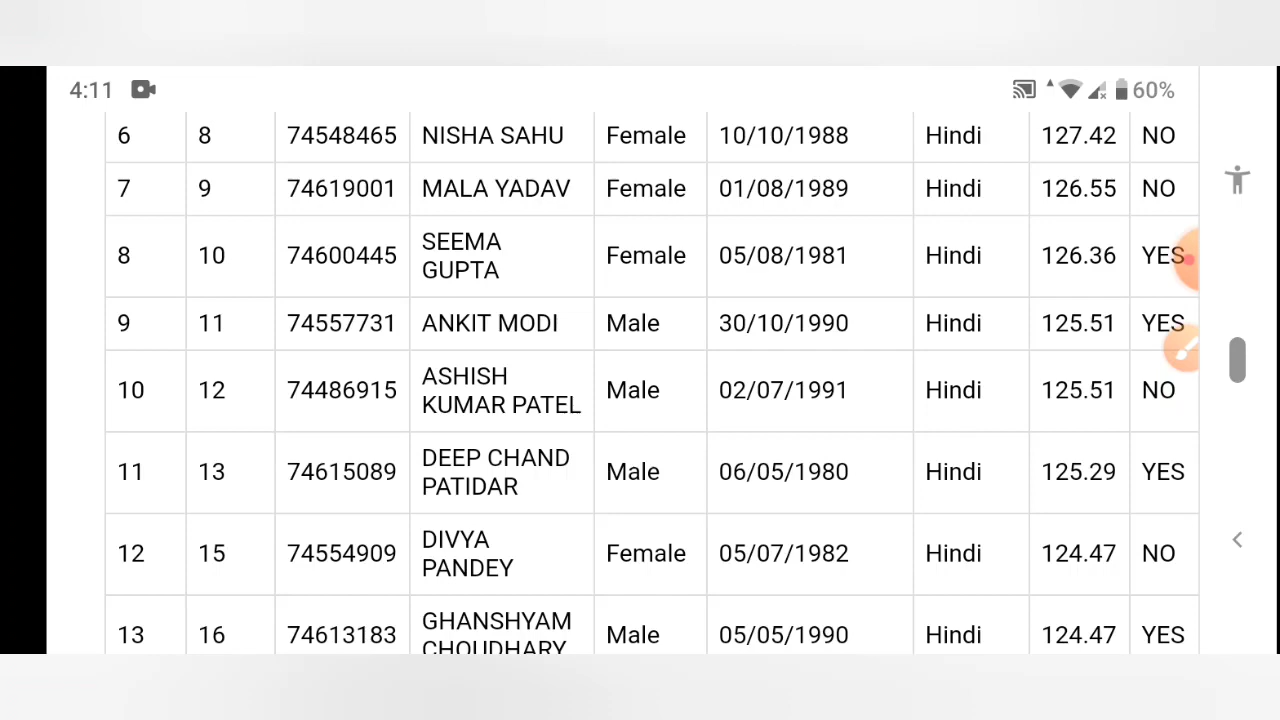 4:11 60%
6 8 74548465 NISHA SAHU Female 10/10/1988 Hindi 127.42 NO
7 9 74619001 MALA YADAV Female 01/08/1989 Hindi 126.55 NO
8 10 74600445 SEEMA GUPTA Female 05/08/1981 Hindi 126.36 YES
9 11 74557731 ANKIT MODI Male 30/10/1990 Hindi 125.51 YES
10 12 74486915 ASHISH KUMAR PATEL Male 02/07/1991 Hindi 125.51 NO
11 13 74615089 DEEP CHAND PATIDAR Male 06/05/1980 Hindi 125.29 YES
12 15 74554909 DIVYA PANDEY Female 05/07/1982 Hindi 124.47 NO
13 16 74613183 GHANSHYAM CHOUDHARY Male 05/05/1990 Hindi 124.47 YES